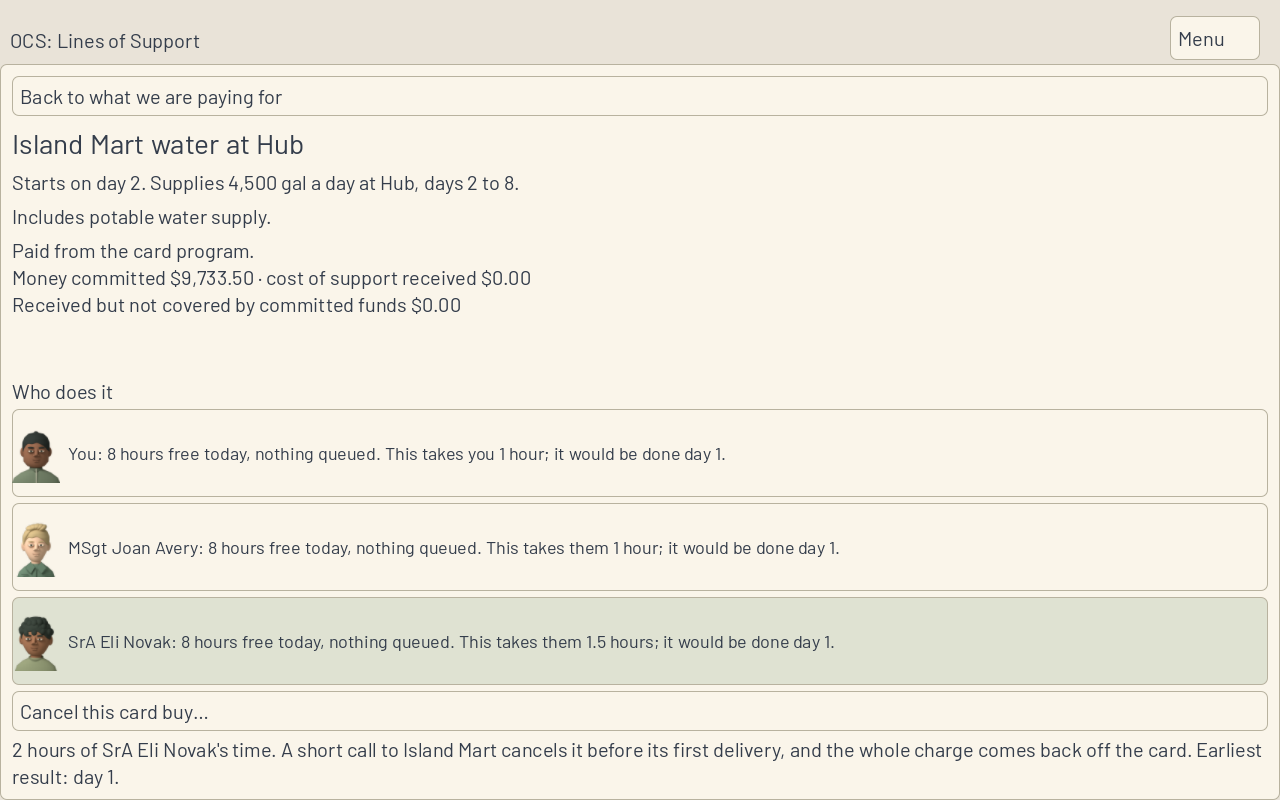 OCS: Lines of Support
Menu
Back to what we are paying for
Island Mart water at Hub
Starts on day 2. Supplies 4,500 gal a day at Hub, days 2 to 8.
Includes potable water supply.
Paid from the card program.
Money committed $9,733.50 · cost of support received $0.00
Received but not covered by committed funds $0.00
Who does it
You: 8 hours free today, nothing queued. This takes you 1 hour; it would be done day 1.
MSgt Joan Avery: 8 hours free today, nothing queued. This takes them 1 hour; it would be done day 1.
SrA Eli Novak: 8 hours free today, nothing queued. This takes them 1.5 hours; it would be done day 1.
Cancel this card buy...
2 hours of SrA Eli Novak's time. A short call to Island Mart cancels it before its first delivery, and the whole charge comes back off the card. Earliest
result: day 1.